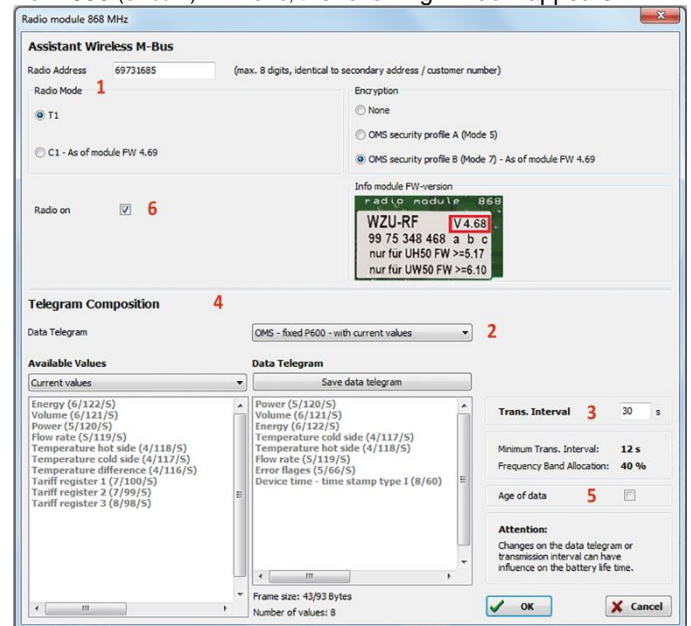 Radio module 868 MHz
Assistant Wireless M-Bus
Radio Address 69731685 (max. 8 digits, identical to secondary address / customer number)
Radio Mode 1
T1
C1 - As of module FW 4.69
Encryption
None
OMS security profile A (Mode 5)
OMS security profile B (Mode 7) - As of module FW 4.69
Radio on 6
Info module FW-version
radio module 868
WZU-RF V4.68
99 75 348 468 a b c
nur für UH50 FW >=5.17
nur für UW50 FW >=6.10
Telegram Composition 4
Data Telegram OMS - fixed P600 - with current values 2
Available Values
Current values
Energy (6/122/S)
Volume (6/121/S)
Power (5/120/S)
Flow rate (5/119/S)
Temperature hot side (4/118/S)
Temperature cold side (4/117/S)
Temperature difference (4/116/S)
Tariff register 1 (7/100/S)
Tariff register 2 (7/99/S)
Tariff register 3 (8/98/S)
Data Telegram
Save data telegram
Power (5/120/S)
Volume (6/121/S)
Energy (6/122/S)
Temperature cold side (4/117/S)
Temperature hot side (4/118/S)
Flow rate (5/119/S)
Error flages (5/66/S)
Device time - time stamp type I (8/60)
Frame size: 43/93 Bytes
Number of values: 8
Trans. Interval 3 30 s
Minimum Trans. Interval: 12 s
Frequency Band Allocation: 40 %
Age of data 5
Attention:
Changes on the data telegram or
transmission interval can have
influence on the battery life
time.
OK Cancel